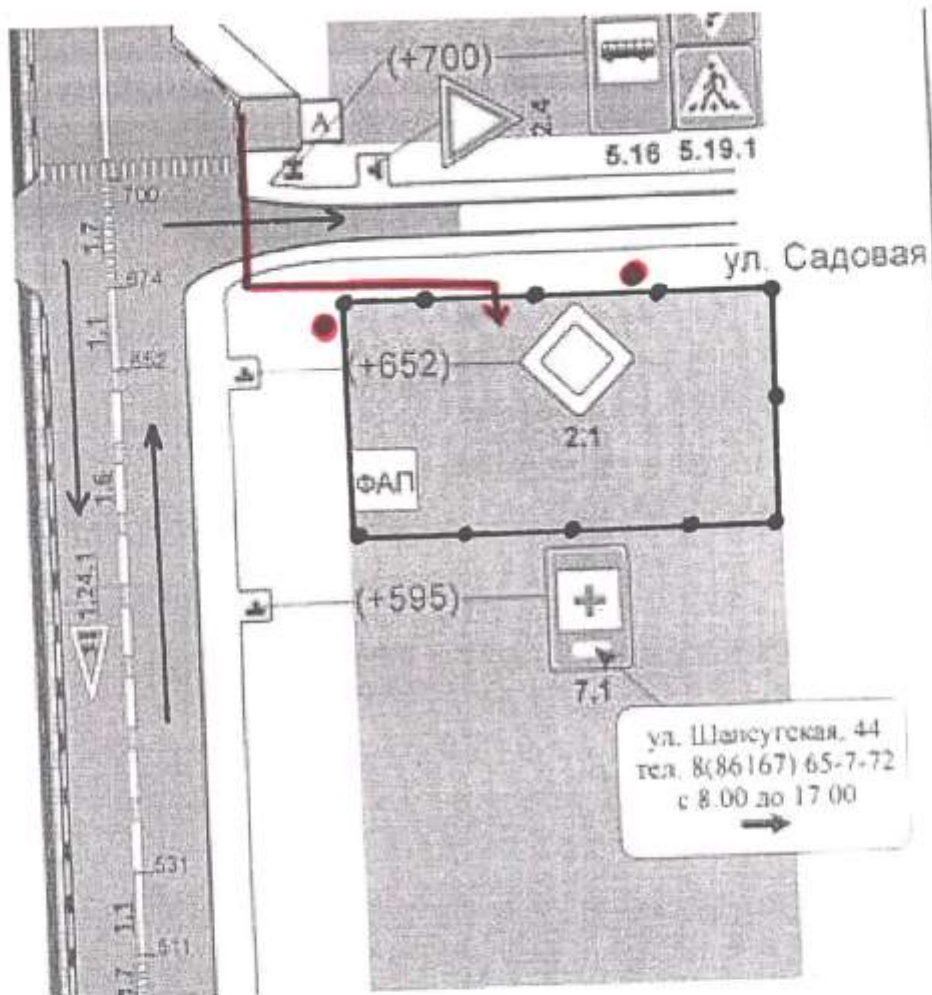 (+700)
А
2.4
5.16 5.19.1
700
1.7
674
ул. Садовая
1.1
652
(+652)
2.1
1.6
ФАП
1.24.1
(+595)
7.1
ул. Шапсугская, 44
тел. 8(86167) 65-7-72
с 8.00 до 17 00
531
1.1
511